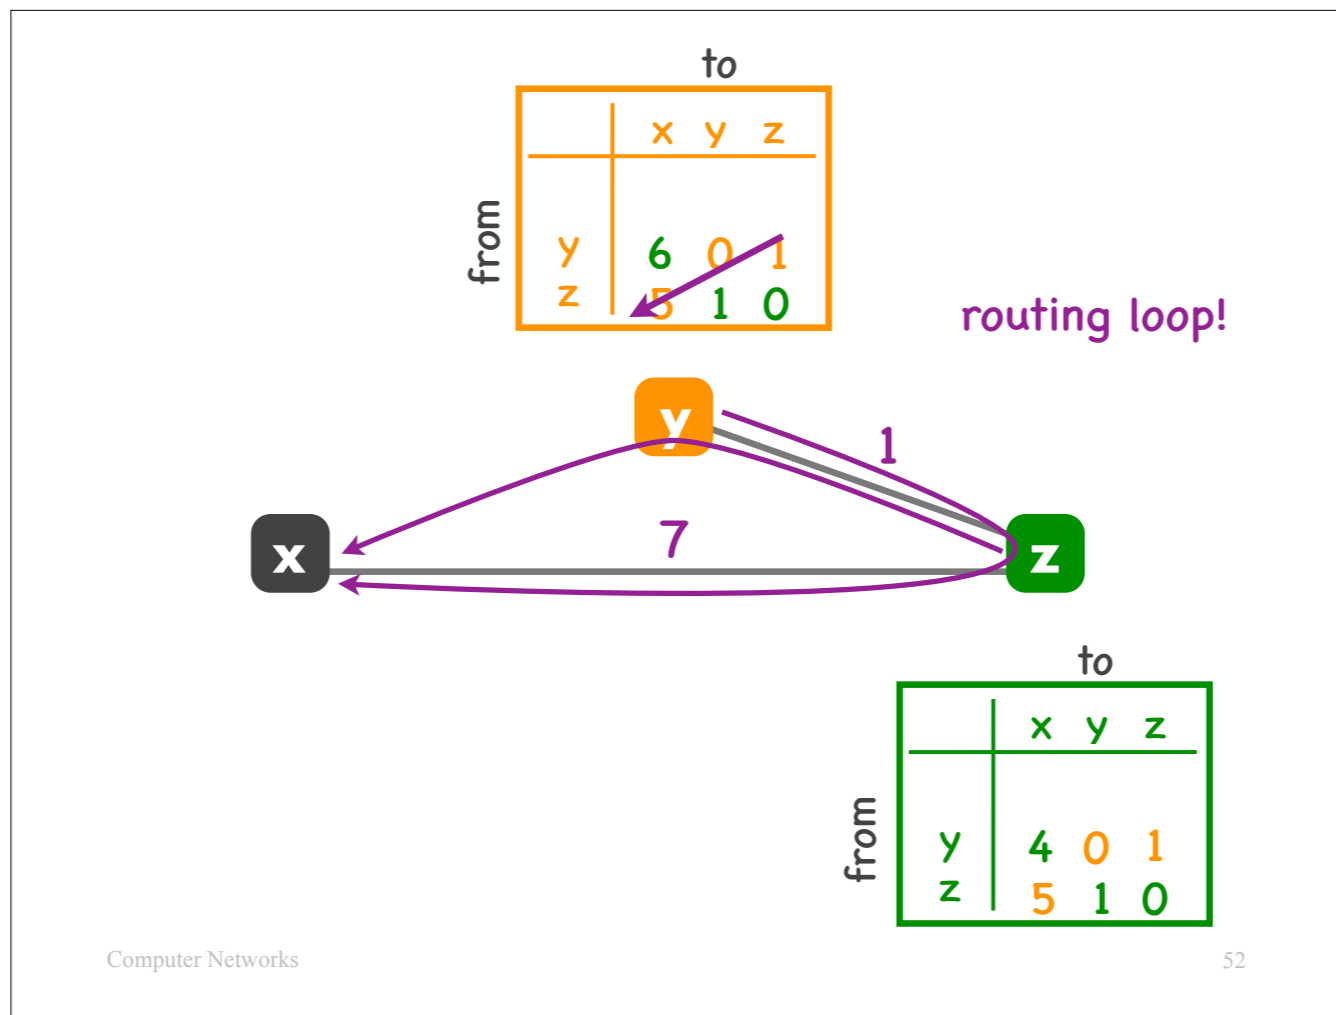 to
x y z
from
y 6 0 1
z 5 1 0
routing loop!
y
1
7
x
z
to
x y z
from
y 4 0 1
z 5 1 0
Computer Networks
52